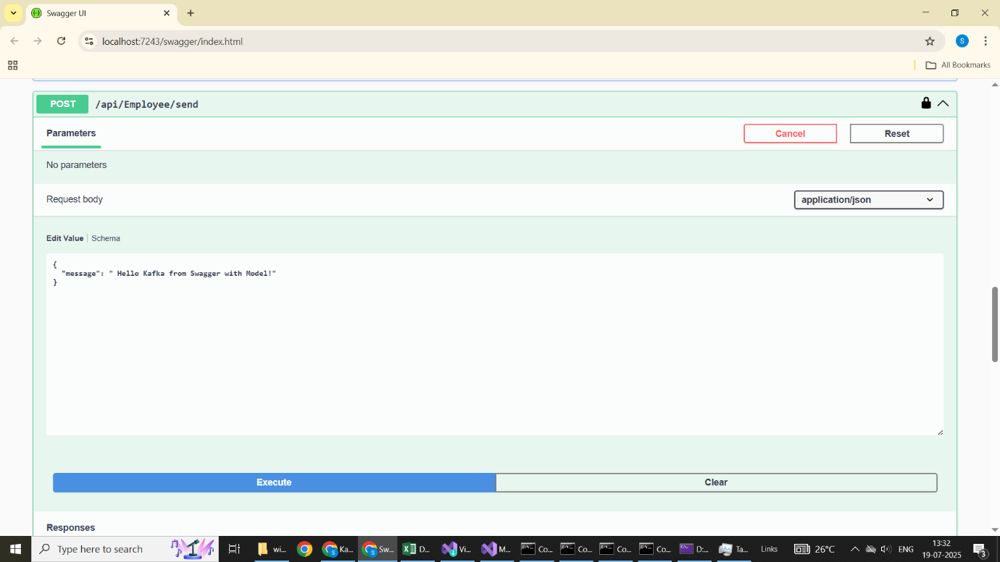 Swagger UI
localhost:7243/swagger/index.html
S
All Bookmarks
POST /api/Employee/send
Parameters
Cancel
Reset
No parameters
Request body
application/json
Edit Value | Schema
{
"message": " Hello Kafka from Swagger with Model!"
}
Execute
Clear
Responses
Type here to search
wi...
Ka...
Sw...
D...
Vi...
M...
Co...
Co...
Co...
Co...
D:...
Ta...
Links
26°C
ENG
13:32
19-07-2025
3